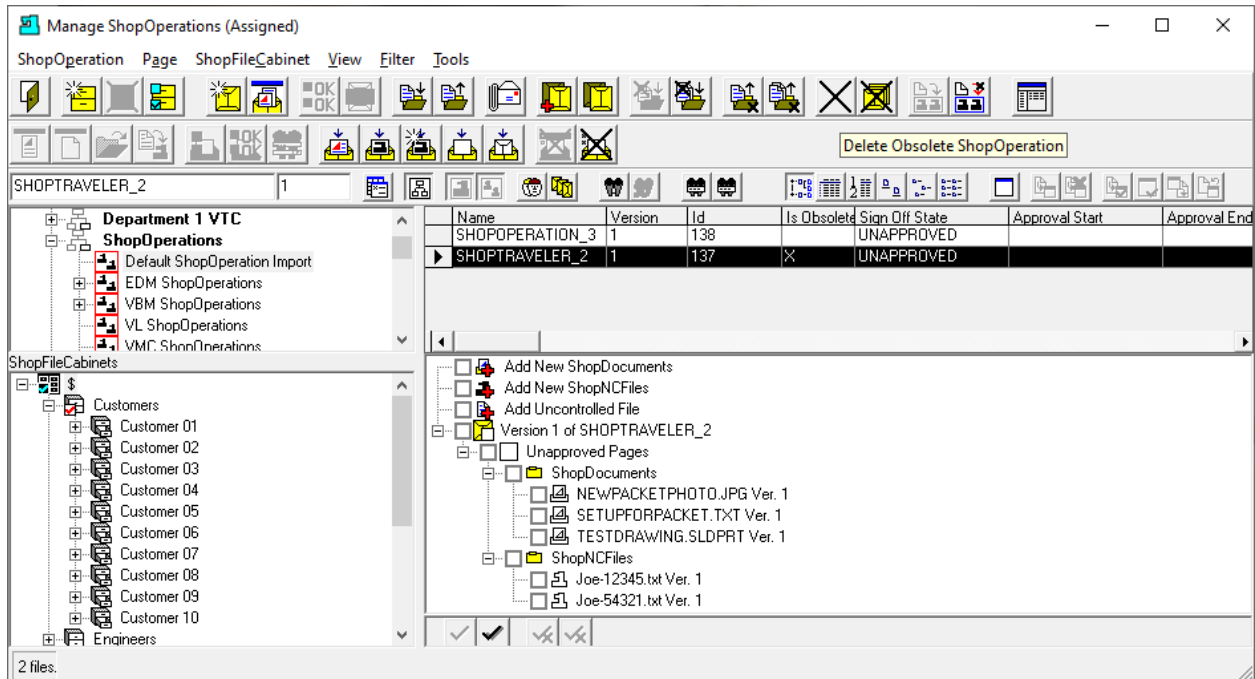 Manage ShopOperations (Assigned)
ShopOperation Page ShopFileCabinet View Filter Tools
OK
OK
Delete Obsolete ShopOperation
SHOPTRAVELER_2 1
Department 1 VTC
ShopOperations
Default ShopOperation Import
EDM ShopOperations
VBM ShopOperations
VL ShopOperations
VMC ShopOperations
Name Version Id Is Obsolete Sign Off State Approval Start Approval End
SHOPOPERATION_3 1 138 UNAPPROVED
SHOPTRAVELER_2 1 137 X UNAPPROVED
ShopFileCabinets
$
Customers
Customer 01
Customer 02
Customer 03
Customer 04
Customer 05
Customer 06
Customer 07
Customer 08
Customer 09
Customer 10
Engineers
Add New ShopDocuments
Add New ShopNCFiles
Add Uncontrolled File
Version 1 of SHOPTRAVELER_2
Unapproved Pages
ShopDocuments
NEWPACKETPHOTO.JPG Ver. 1
SETUPFORPACKET.TXT Ver. 1
TESTDRAWING.SLDPRT Ver. 1
ShopNCFiles
Joe-12345.txt Ver. 1
Joe-54321.txt Ver. 1
2 files.